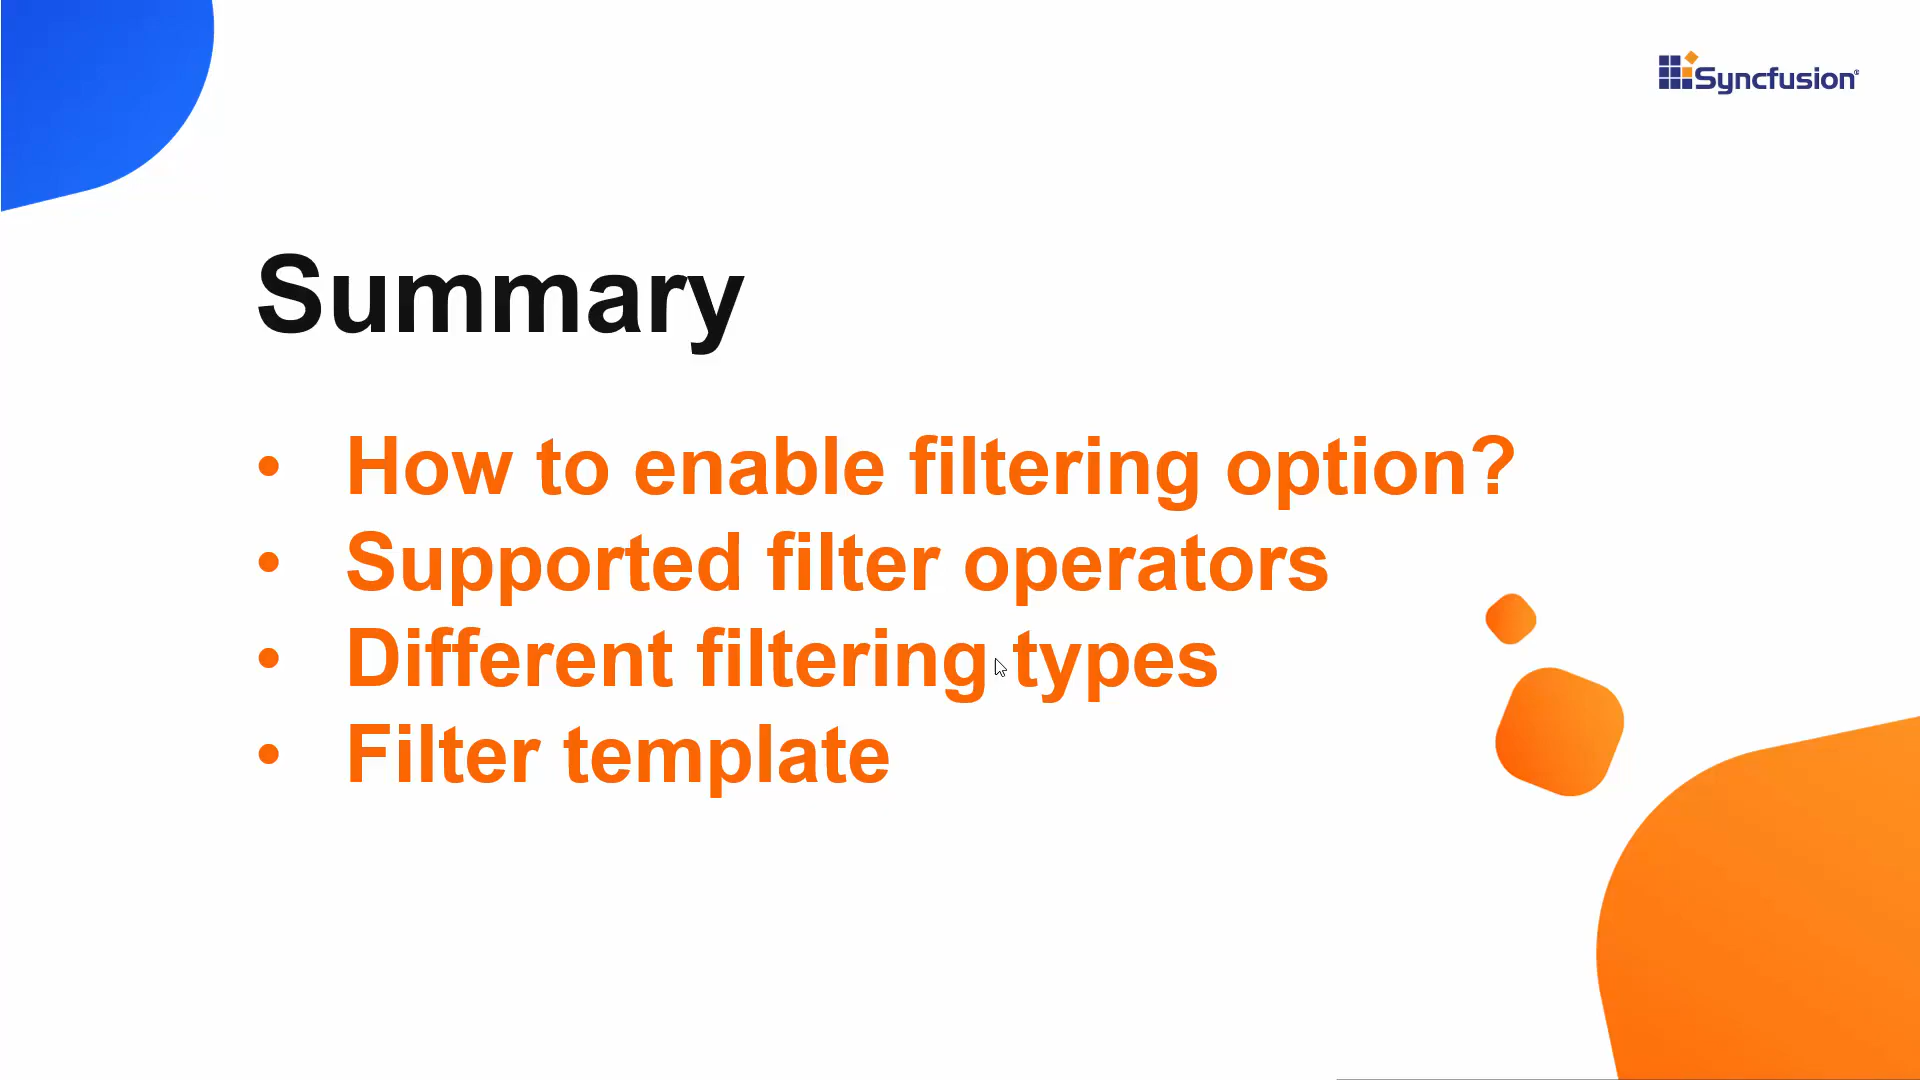 Syncfusion®
Summary
• How to enable filtering option?
• Supported filter operators
• Different filtering types
• Filter template